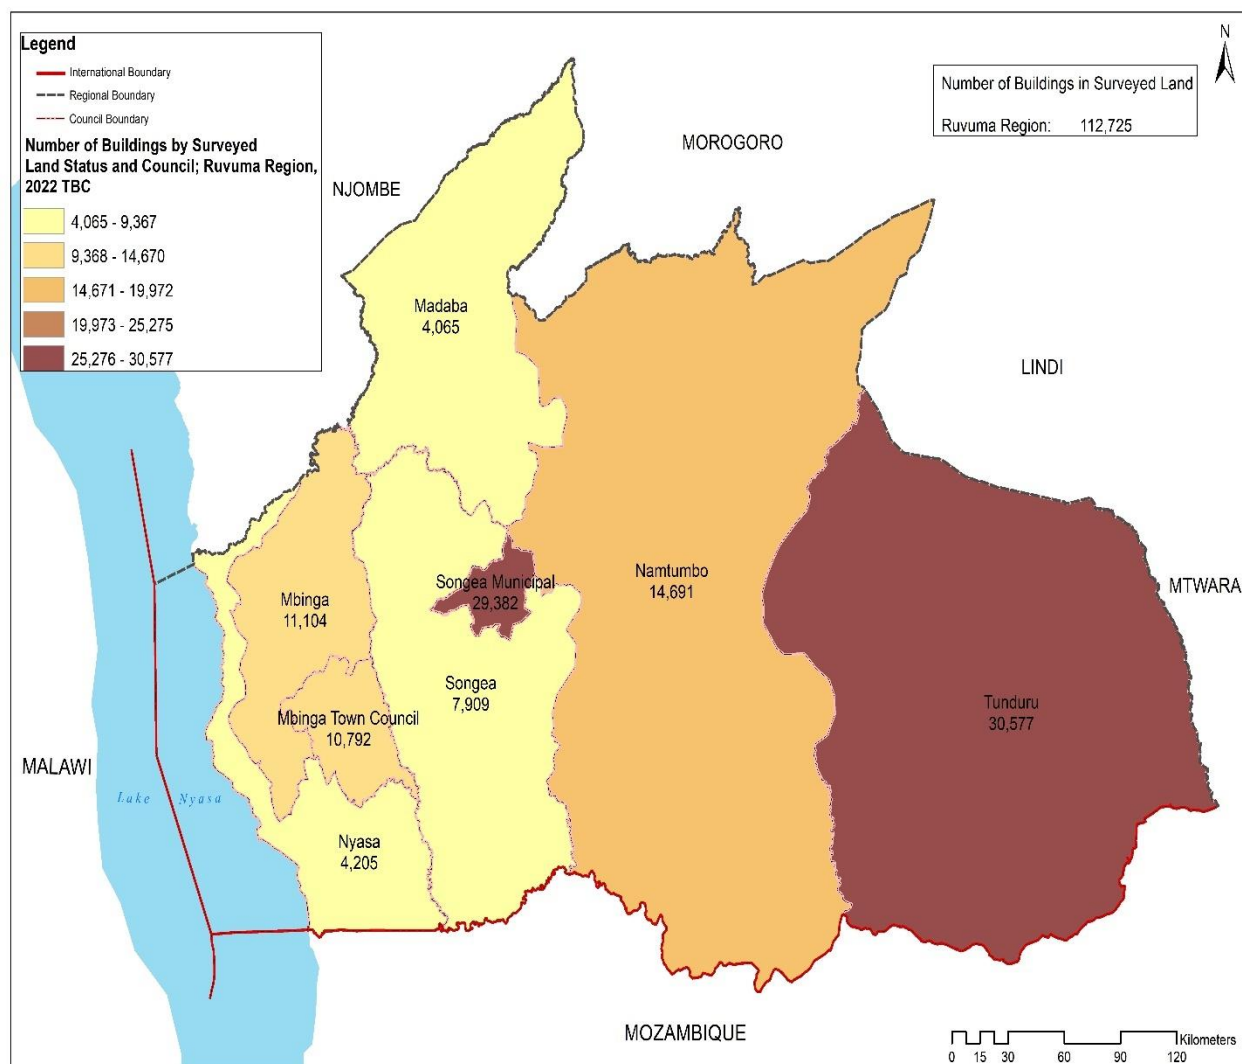 Legend
International Boundary
Regional Boundary
Council Boundary
Number of Buildings by Surveyed
Land Status and Council; Ruvuma Region,
2022 TBC
4,065 - 9,367
9,368 - 14,670
14,671 - 19,972
19,973 - 25,275
25,276 - 30,577
N
Number of Buildings in Surveyed Land
Ruvuma Region: 112,725
MOROGORO
NJOMBE
LINDI
MTWARA
MALAWI
MOZAMBIQUE
Lake Nyasa
Madaba
4,065
Songea Municipal
29,382
Namtumbo
14,691
Mbinga
11,104
Songea
7,909
Mbinga Town Council
10,792
Tunduru
30,577
Nyasa
4,205
Kilometers
0 15 30 60 90 120